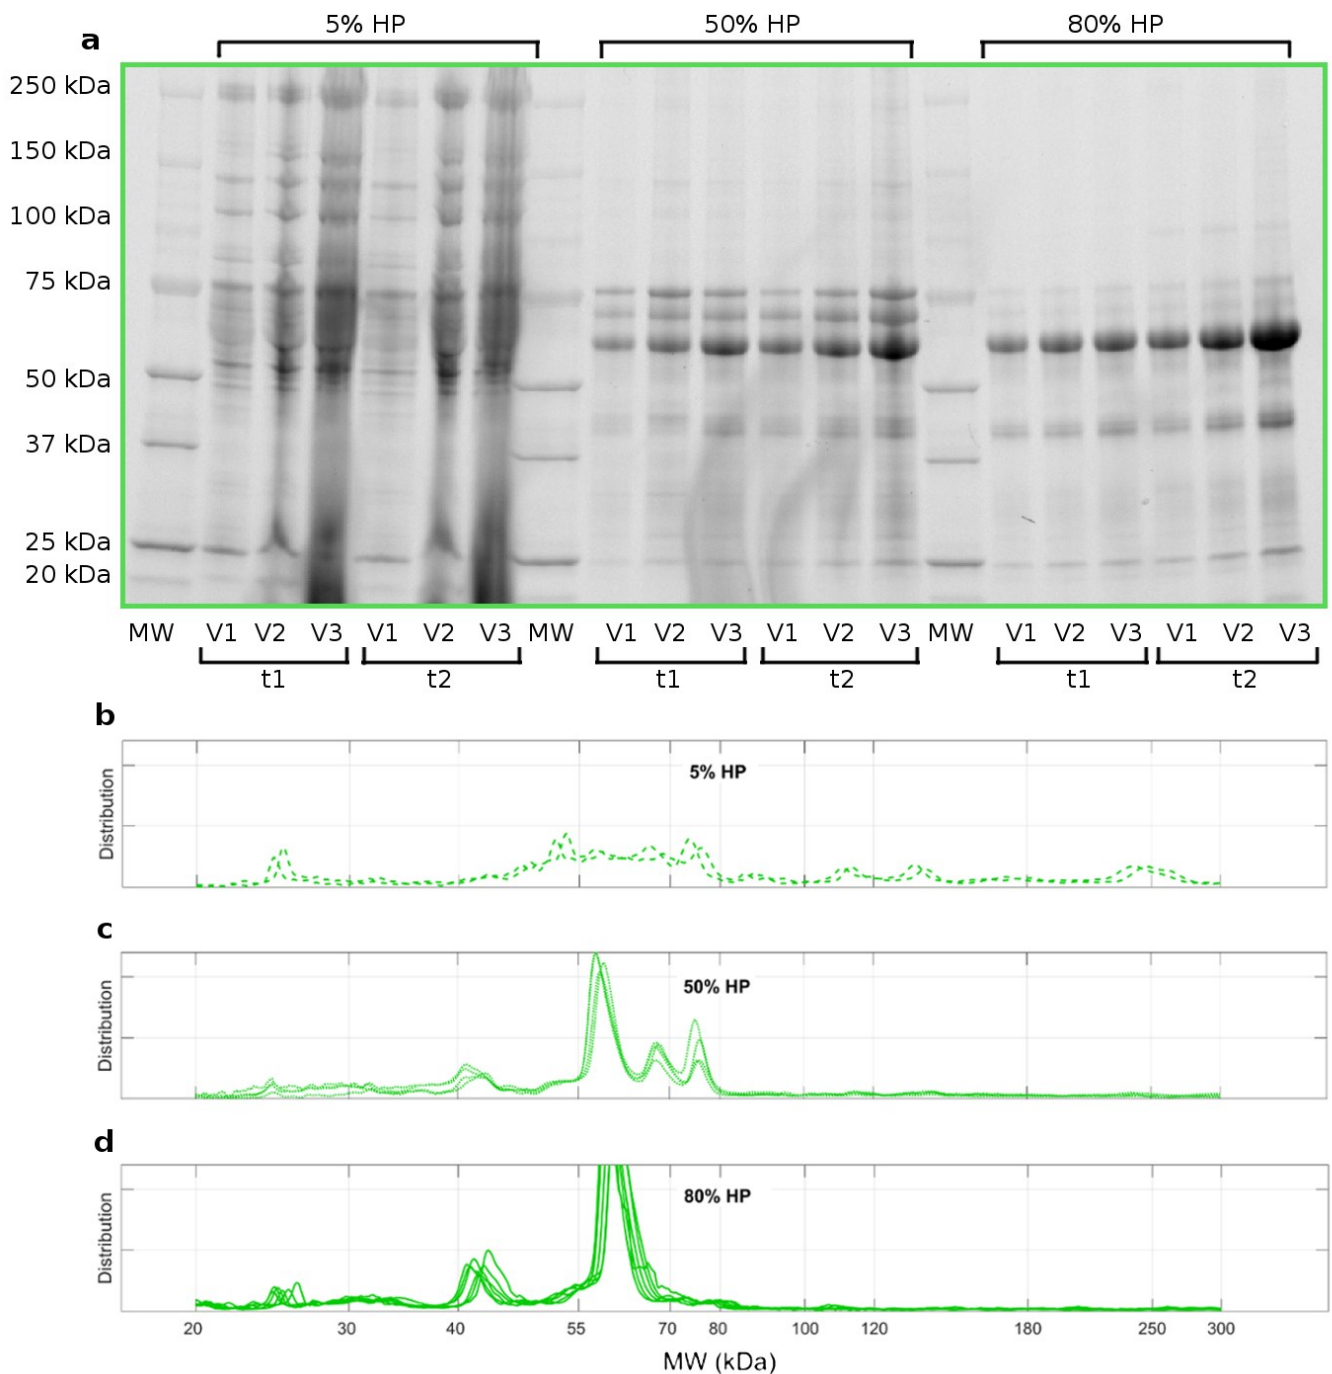 a
5% HP 50% HP 80% HP
250 kDa
150 kDa
100 kDa
75 kDa
50 kDa
37 kDa
25 kDa
20 kDa
MW V1 V2 V3 V1 V2 V3 MW V1 V2 V3 V1 V2 V3 MW V1 V2 V3 V1 V2 V3
t1 t2 t1 t2 t1 t2
b
Distribution
5% HP
c
Distribution
50% HP
d
Distribution
80% HP
20 30 40 55 70 80 100 120 180 250 300
MW (kDa)